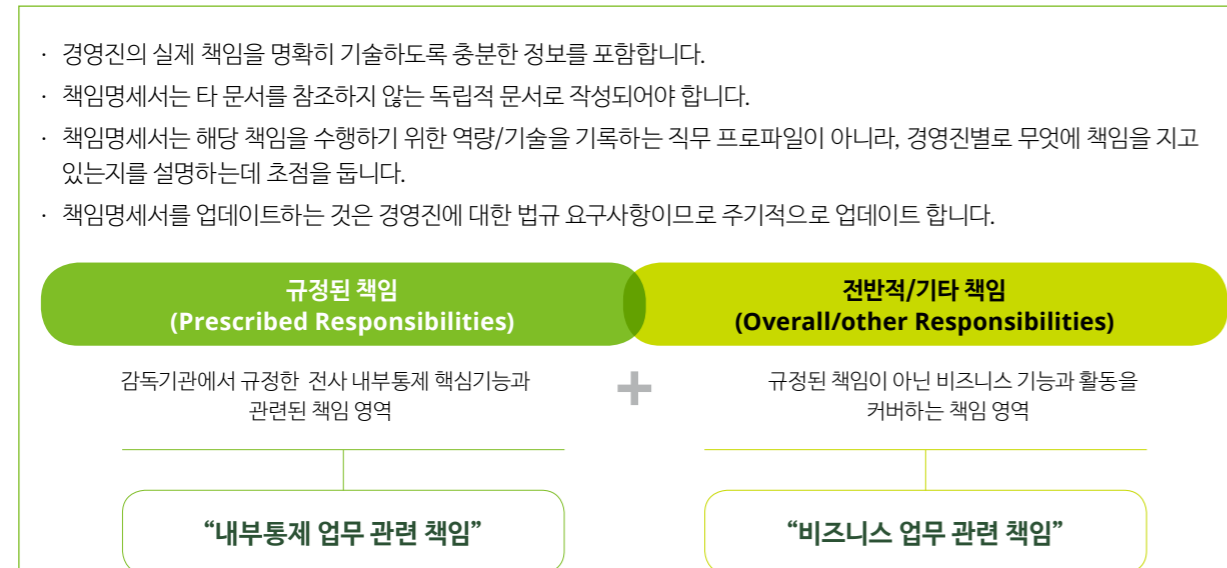 · 경영진의 실제 책임을 명확히 기술하도록 충분한 정보를 포함합니다.
· 책임명세서는 타 문서를 참조하지 않는 독립적 문서로 작성되어야 합니다.
· 책임명세서는 해당 책임을 수행하기 위한 역량/기술을 기록하는 직무 프로파일이 아니라, 경영진별로 무엇에 책임을 지고
있는지를 설명하는데 초점을 둡니다.
· 책임명세서를 업데이트하는 것은 경영진에 대한 법규 요구사항이므로 주기적으로 업데이트 합니다.
규정된 책임
(Prescribed Responsibilities)
감독기관에서 규정한 전사 내부통제 핵심기능과
관련된 책임 영역
“내부통제 업무 관련 책임”
+
전반적/기타 책임
(Overall/other Responsibilities)
규정된 책임이 아닌 비즈니스 기능과 활동을
커버하는 책임 영역
“비즈니스 업무 관련 책임”